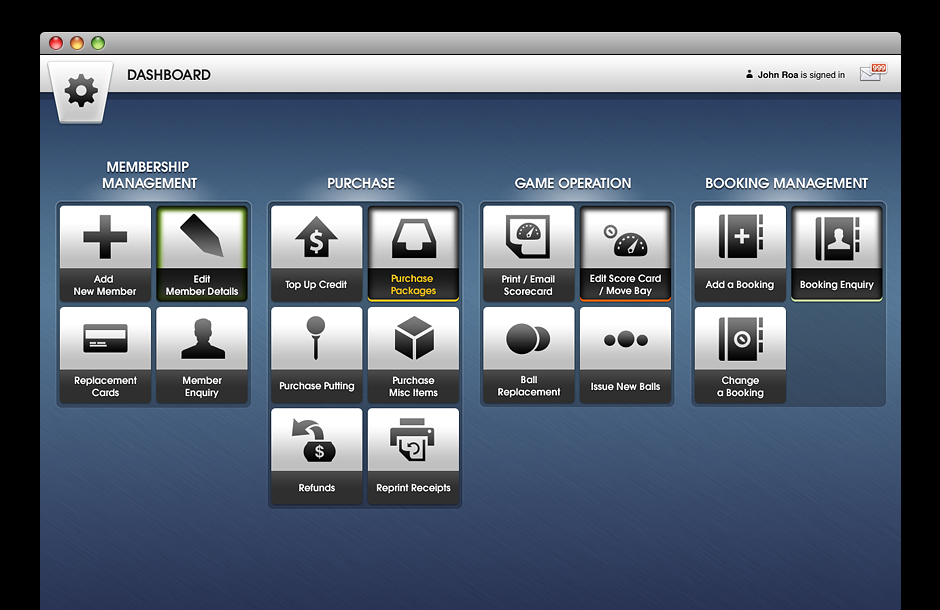 DASHBOARD
John Roa is signed in
999
MEMBERSHIP
MANAGEMENT
Add
New Member
Edit
Member Details
Replacement
Cards
Member
Enquiry
PURCHASE
$
Top Up Credit
Purchase
Packages
Purchase Putting
Purchase
Misc Items
$
Refunds
Reprint Receipts
GAME OPERATION
Print / Email
Scorecard
Edit Score Card
/ Move Bay
Ball
Replacement
Issue New Balls
BOOKING MANAGEMENT
Add a Booking
Booking Enquiry
Change
a Booking